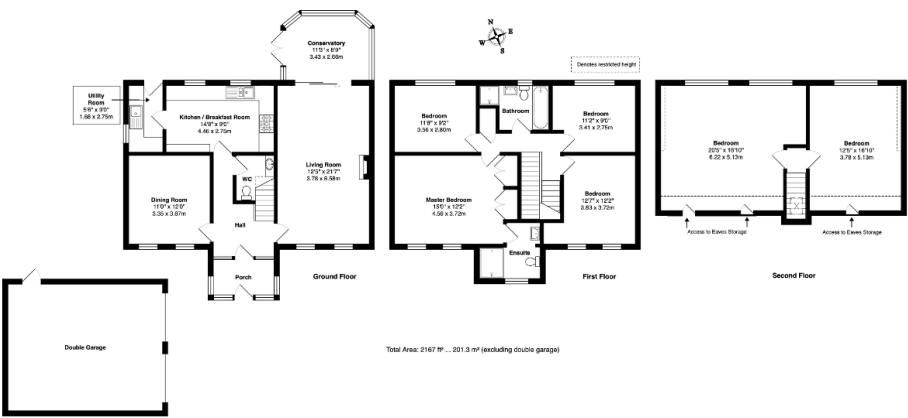 Conservatory
11'3" x 8'9"
3.43 x 2.66m
N
E
W
S
Denotes restricted height
Utility
Room
5'6" x 9'0"
1.68 x 2.75m
Kitchen / Breakfast Room
14'8" x 9'0"
4.46 x 2.75m
Living Room
12'5" x 21'7"
3.78 x 6.58m
WC
Dining Room
11'0" x 12'0"
3.35 x 3.67m
Hall
Porch
Ground Floor
Double Garage
Bedroom
11'8" x 9'2"
3.56 x 2.80m
Bathroom
Bedroom
11'2" x 9'0"
3.41 x 2.75m
Master Bedroom
15'0" x 12'2"
4.56 x 3.72m
Bedroom
12'7" x 12'2"
3.83 x 3.72m
Ensuite
First Floor
Bedroom
20'5" x 16'10"
6.22 x 5.13m
Bedroom
12'5" x 16'10"
3.78 x 5.13m
Access to Eaves Storage
Access to Eaves Storage
Second Floor
Total Area: 2167 ft² ... 201.3 m² (excluding double garage)